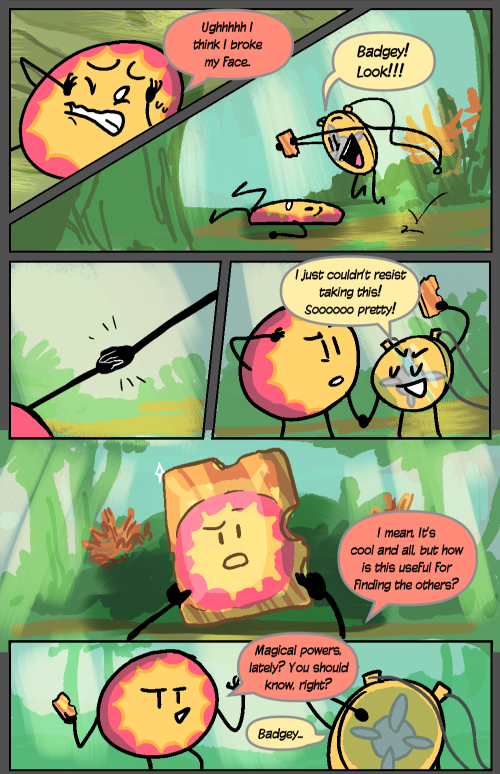 Ughhhhh I
think I broke
my Face..
Badgey!
Look!!!
I just couldn't resist
taking this!
Sooooo pretty!
I mean, It's
cool and all, but how
is this useful For
Finding the others?
Magical powers,
lately? You should
know, right?
Badgey...